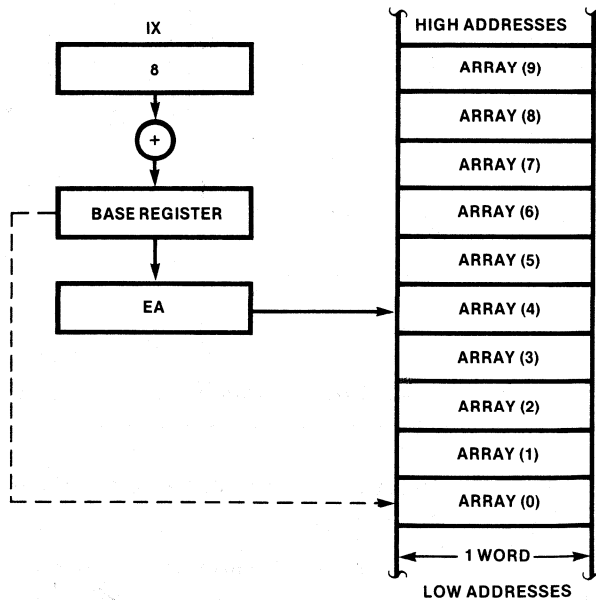 IX
8
+
BASE REGISTER
EA
HIGH ADDRESSES
ARRAY (9)
ARRAY (8)
ARRAY (7)
ARRAY (6)
ARRAY (5)
ARRAY (4)
ARRAY (3)
ARRAY (2)
ARRAY (1)
ARRAY (0)
1 WORD
LOW ADDRESSES